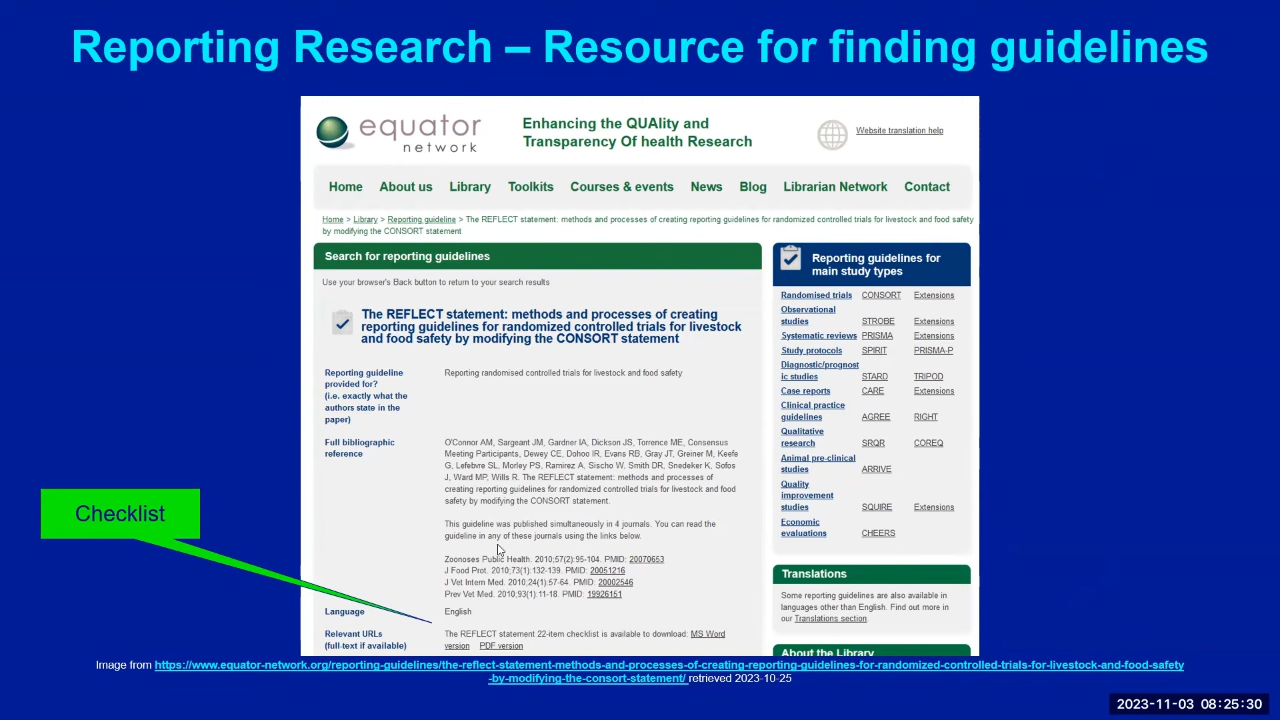 Reporting Research – Resource for finding guidelines
equator
network
Enhancing the QUAlity and
Transparency Of health Research
Website translation help
Home About us Library Toolkits Courses & events News Blog Librarian Network Contact
Home > Library > Reporting guideline > The REFLECT statement: methods and processes of creating reporting guidelines for randomized controlled trials for livestock and food safety
by modifying the CONSORT statement
Search for reporting guidelines
Use your browser's Back button to return to your search results
The REFLECT statement: methods and processes of creating
reporting guidelines for randomized controlled trials for livestock
and food safety by modifying the CONSORT statement
Reporting guideline
provided for?
(i.e. exactly what the
authors state in the
paper)
Reporting randomised controlled trials for livestock and food safety
Full bibliographic
reference
O'Connor AM, Sargeant JM, Gardner IA, Dickson JS, Torrence ME, Consensus
Meeting Participants, Dewey CE, Dohoo IR, Evans RB, Gray JT, Greiner M, Keefe
G, Lefebvre SL, Morley PS, Ramirez A, Sischo W, Smith DR, Snedeker K, Sofos
J, Ward MP, Wills R. The REFLECT statement: methods and processes of
creating reporting guidelines for randomized controlled trials for livestock and food
safety by modifying the CONSORT statement.
This guideline was published simultaneously in 4 journals. You can read the
guideline in any of these journals using the links below.
Zoonoses Public Health. 2010;57(2):95-104. PMID: 20070653
J Food Prot. 2010;73(1):132-139. PMID: 20051216
J Vet Intern Med. 2010;24(1):57-64. PMID: 20002546
Prev Vet Med. 2010;93(1):11-18. PMID: 19926151
Language
English
Relevant URLs
(full-text if available)
The REFLECT statement 22-item checklist is available to download: MS Word
version PDF version
Checklist
Reporting guidelines for
main study types
Randomised trials CONSORT Extensions
Observational
studies STROBE Extensions
Systematic reviews PRISMA Extensions
Study protocols SPIRIT PRISMA-P
Diagnostic/prognost
ic studies STARD TRIPOD
Case reports CARE Extensions
Clinical practice
guidelines AGREE RIGHT
Qualitative
research SRQR COREQ
Animal pre-clinical
studies ARRIVE
Quality
improvement
studies SQUIRE Extensions
Economic
evaluations CHEERS
Translations
Some reporting guidelines are also available in
languages other than English. Find out more in
our Translations section.
About the Library
Image from https://www.equator-network.org/reporting-guidelines/the-reflect-statement-methods-and-processes-of-creating-reporting-guidelines-for-randomized-controlled-trials-for-livestock-and-food-safety
-by-modifying-the-consort-statement/ retrieved 2023-10-25
2023-11-03 08:25:30